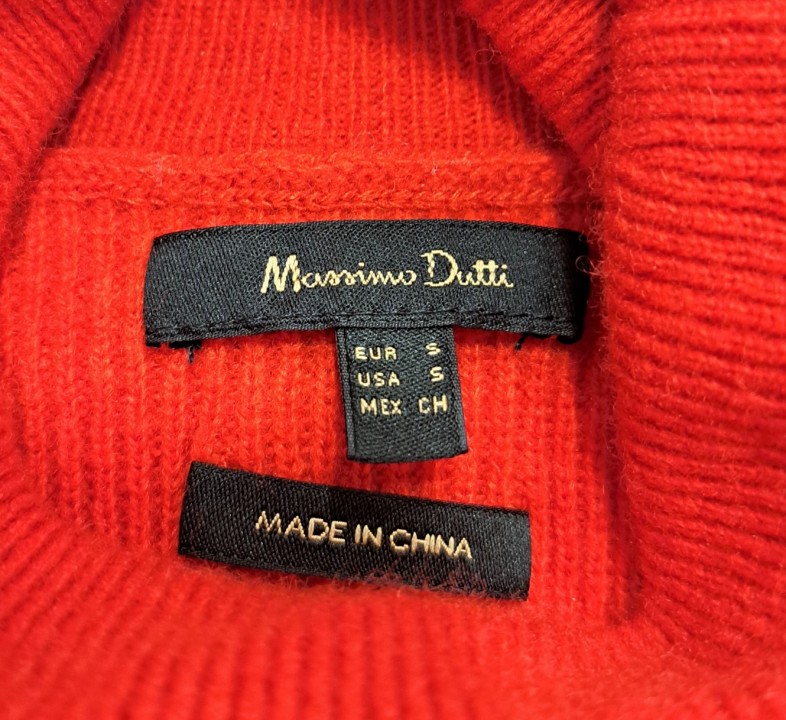 Massimo Dutti
EUR S
USA S
MEX CH
MADE IN CHINA